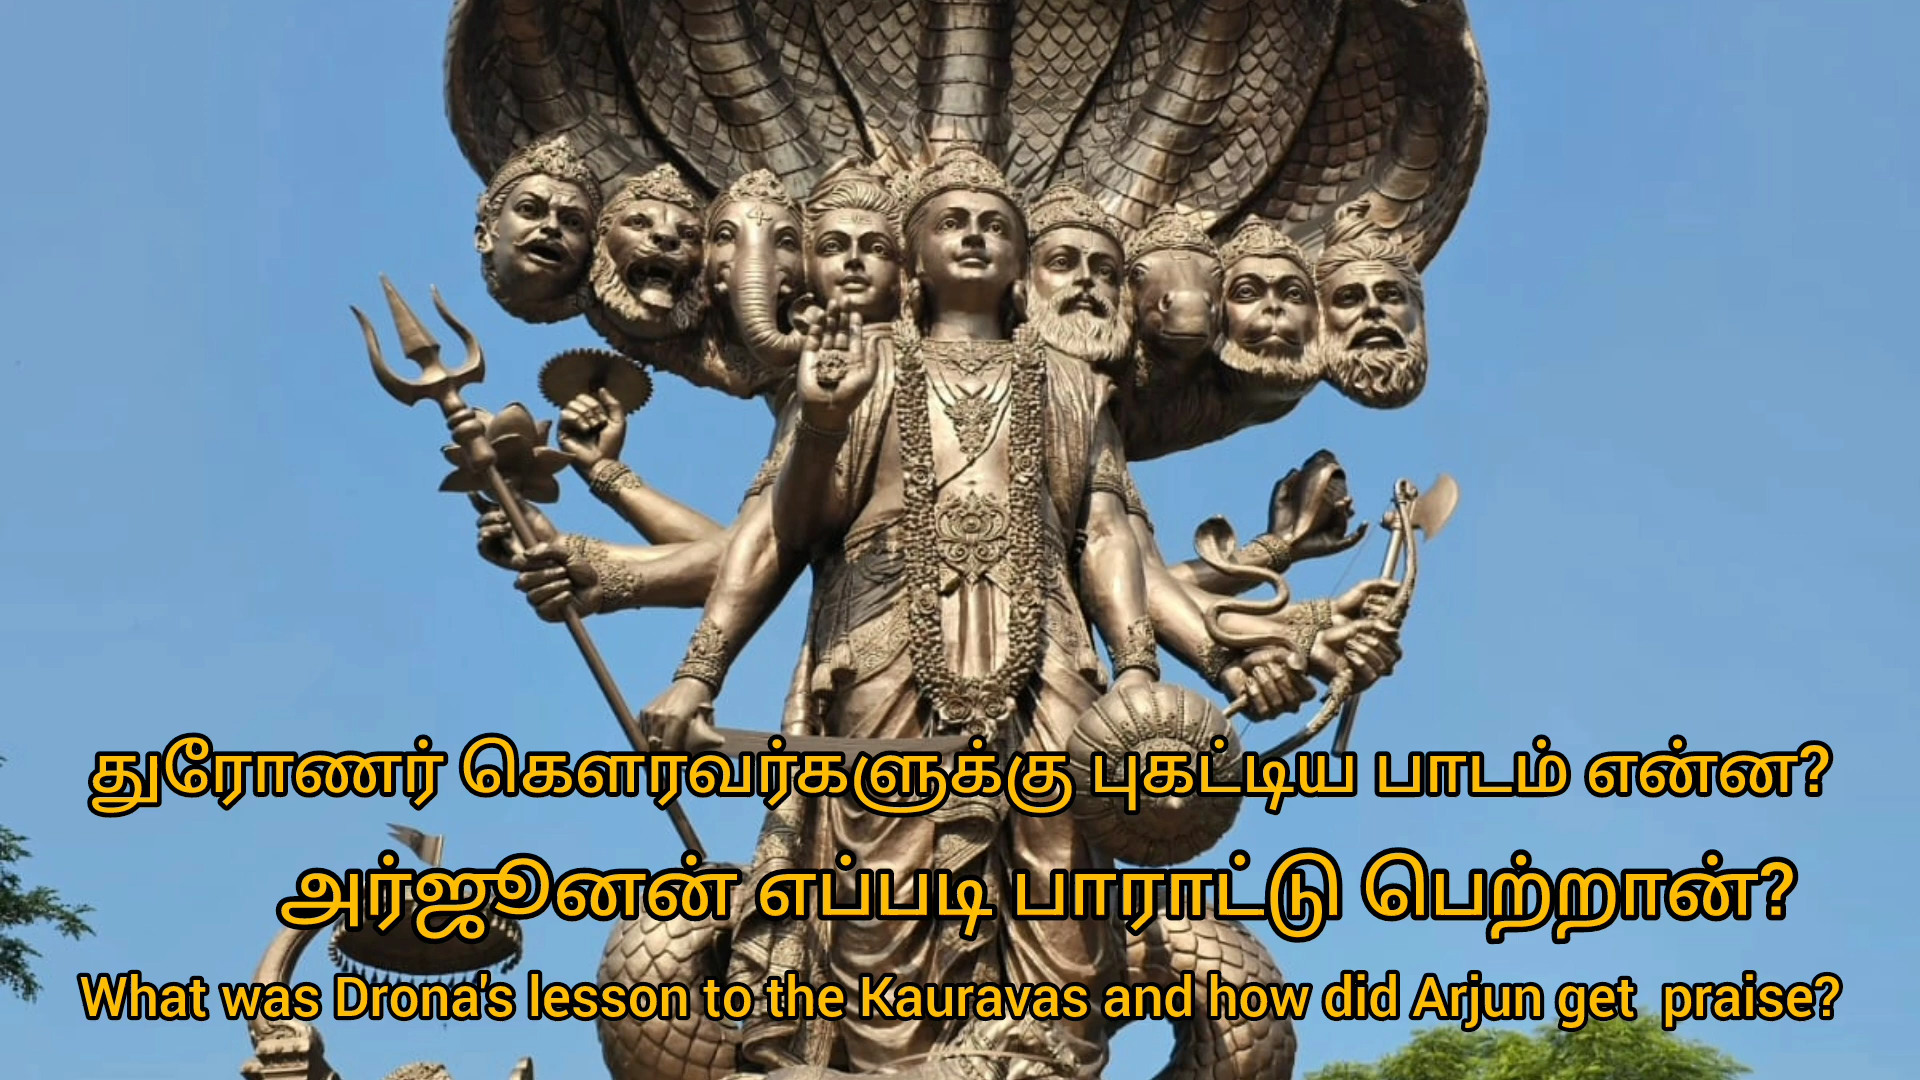 துரோணர் கௌரவர்களுக்கு புகட்டிய பாடம் என்ன?
அர்ஜூனன் எப்படி பாராட்டு பெற்றான்?
What was Drona's lesson to the Kauravas and how did Arjun get praise?